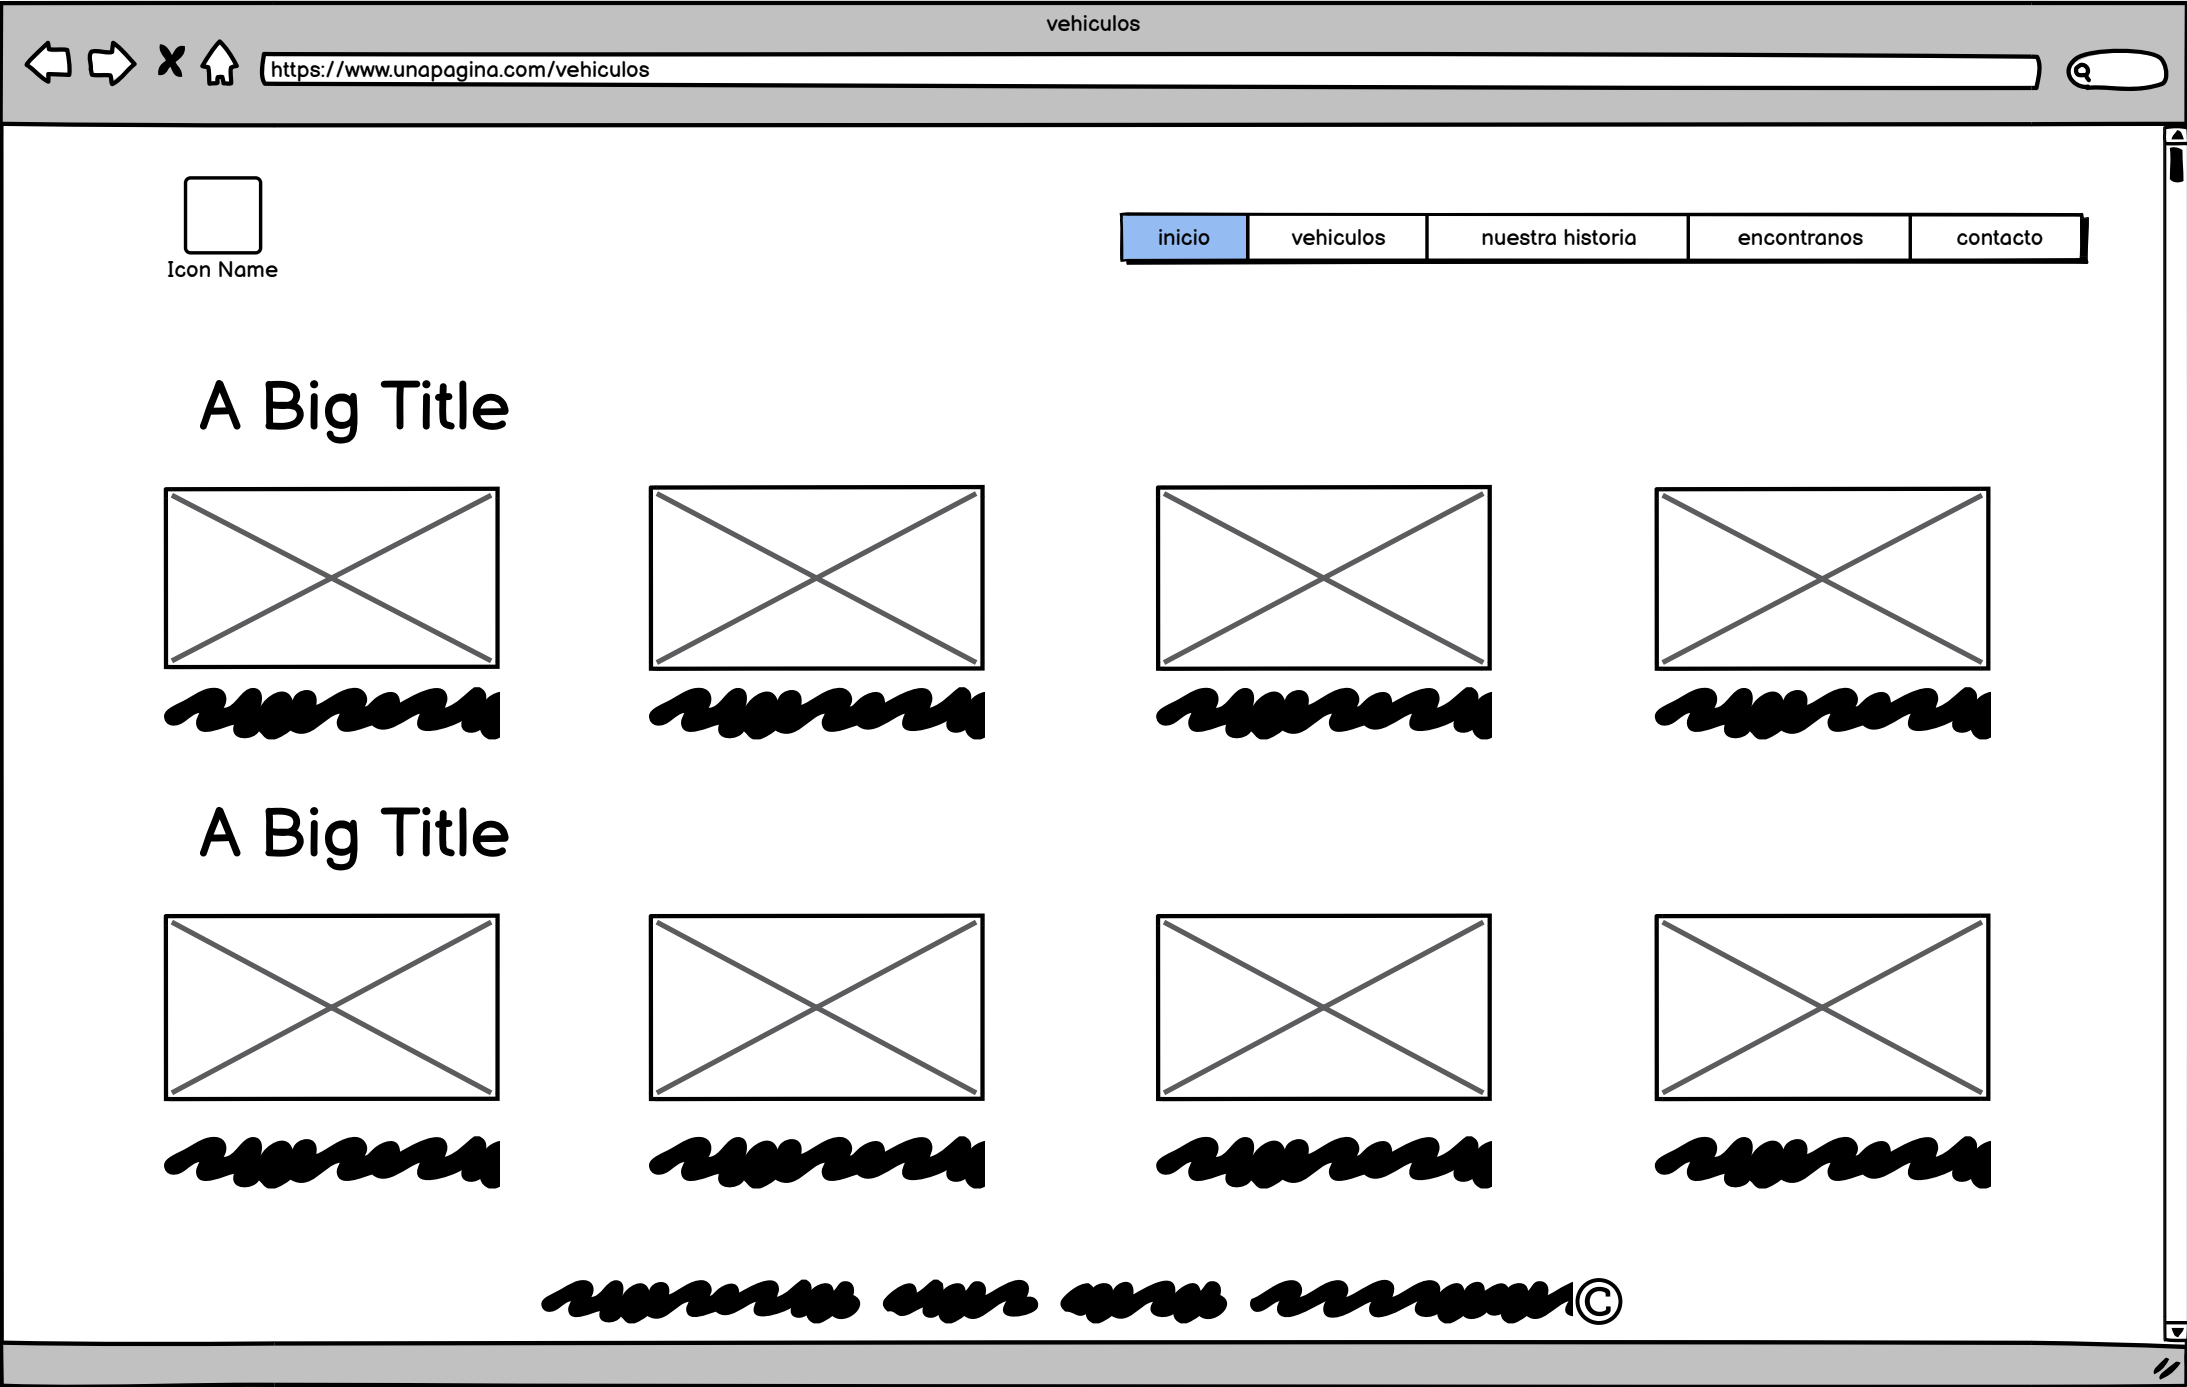 vehiculos
https://www.unapagina.com/vehiculos
inicio vehiculos nuestra historia encontranos contacto
Icon Name
A Big Title
A Big Title
©